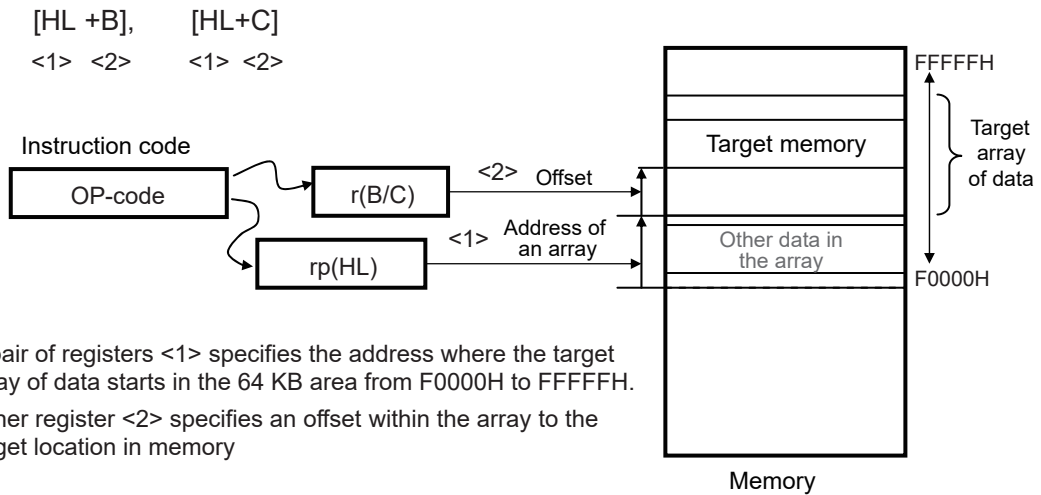 [HL +B], [HL+C]
<1> <2> <1> <2>
Instruction code
OP-code
r(B/C)
<2> Offset
rp(HL)
<1> Address of
an array
Target memory
Other data in
the array
FFFFFH
Target
array
of data
F0000H
Memory
air of registers <1> specifies the address where the target
ay of data starts in the 64 KB area from F0000H to FFFFFH.
her register <2> specifies an offset within the array to the
get location in memory